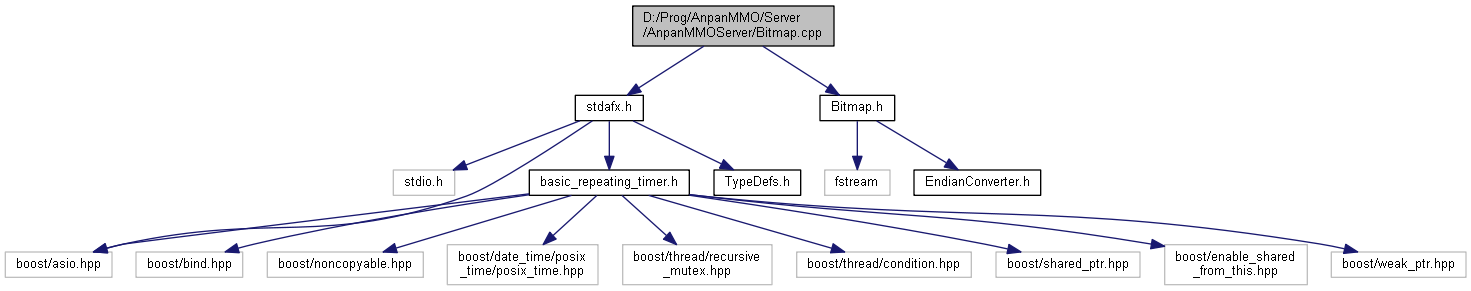 D:/Prog/AnpanMMO/Server
/AnpanMMOServer/Bitmap.cpp
stdafx.h
Bitmap.h
stdio.h
basic_repeating_timer.h
TypeDefs.h
fstream
EndianConverter.h
boost/asio.hpp
boost/bind.hpp
boost/noncopyable.hpp
boost/date_time/posix
_time/posix_time.hpp
boost/thread/recursive
_mutex.hpp
boost/thread/condition.hpp
boost/shared_ptr.hpp
boost/enable_shared
_from_this.hpp
boost/weak_ptr.hpp